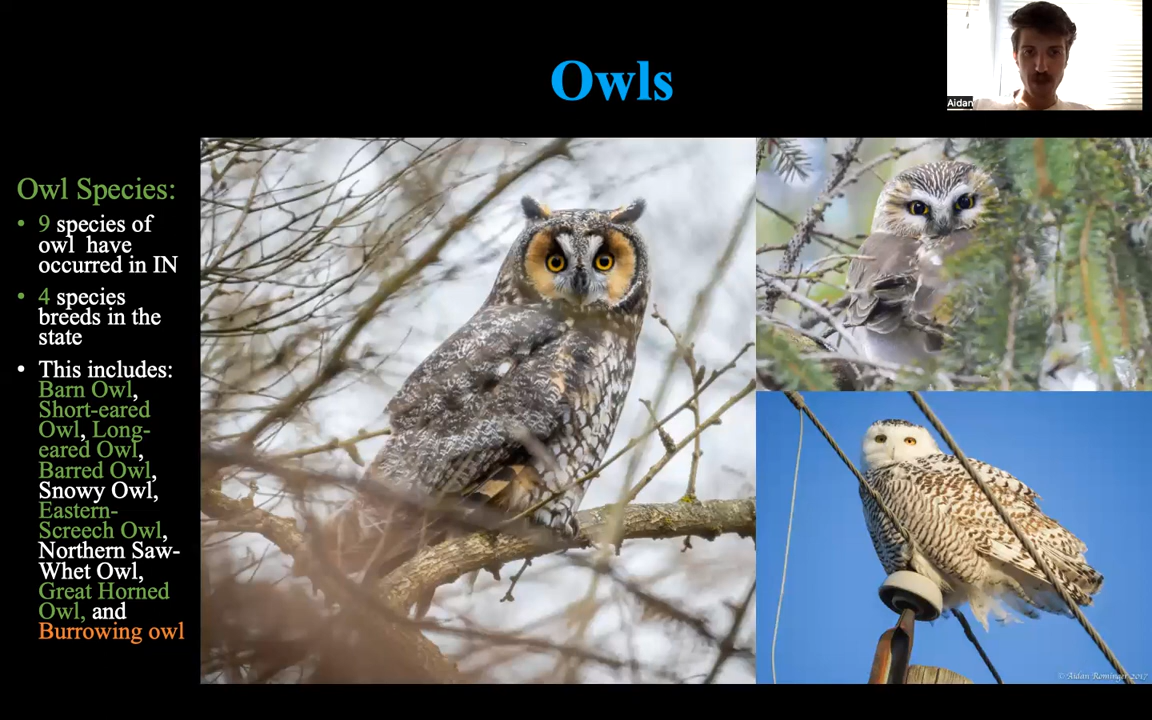 Owls
Aidan
Owl Species:
• 9 species of
owl have
occurred in IN
• 4 species
breeds in the
state
• This includes:
Barn Owl,
Short-eared
Owl, Long-
eared Owl,
Barred Owl,
Snowy Owl,
Eastern-
Screech Owl,
Northern Saw-
Whet Owl,
Great Horned
Owl, and
Burrowing owl
©Aidan Rominger 2017